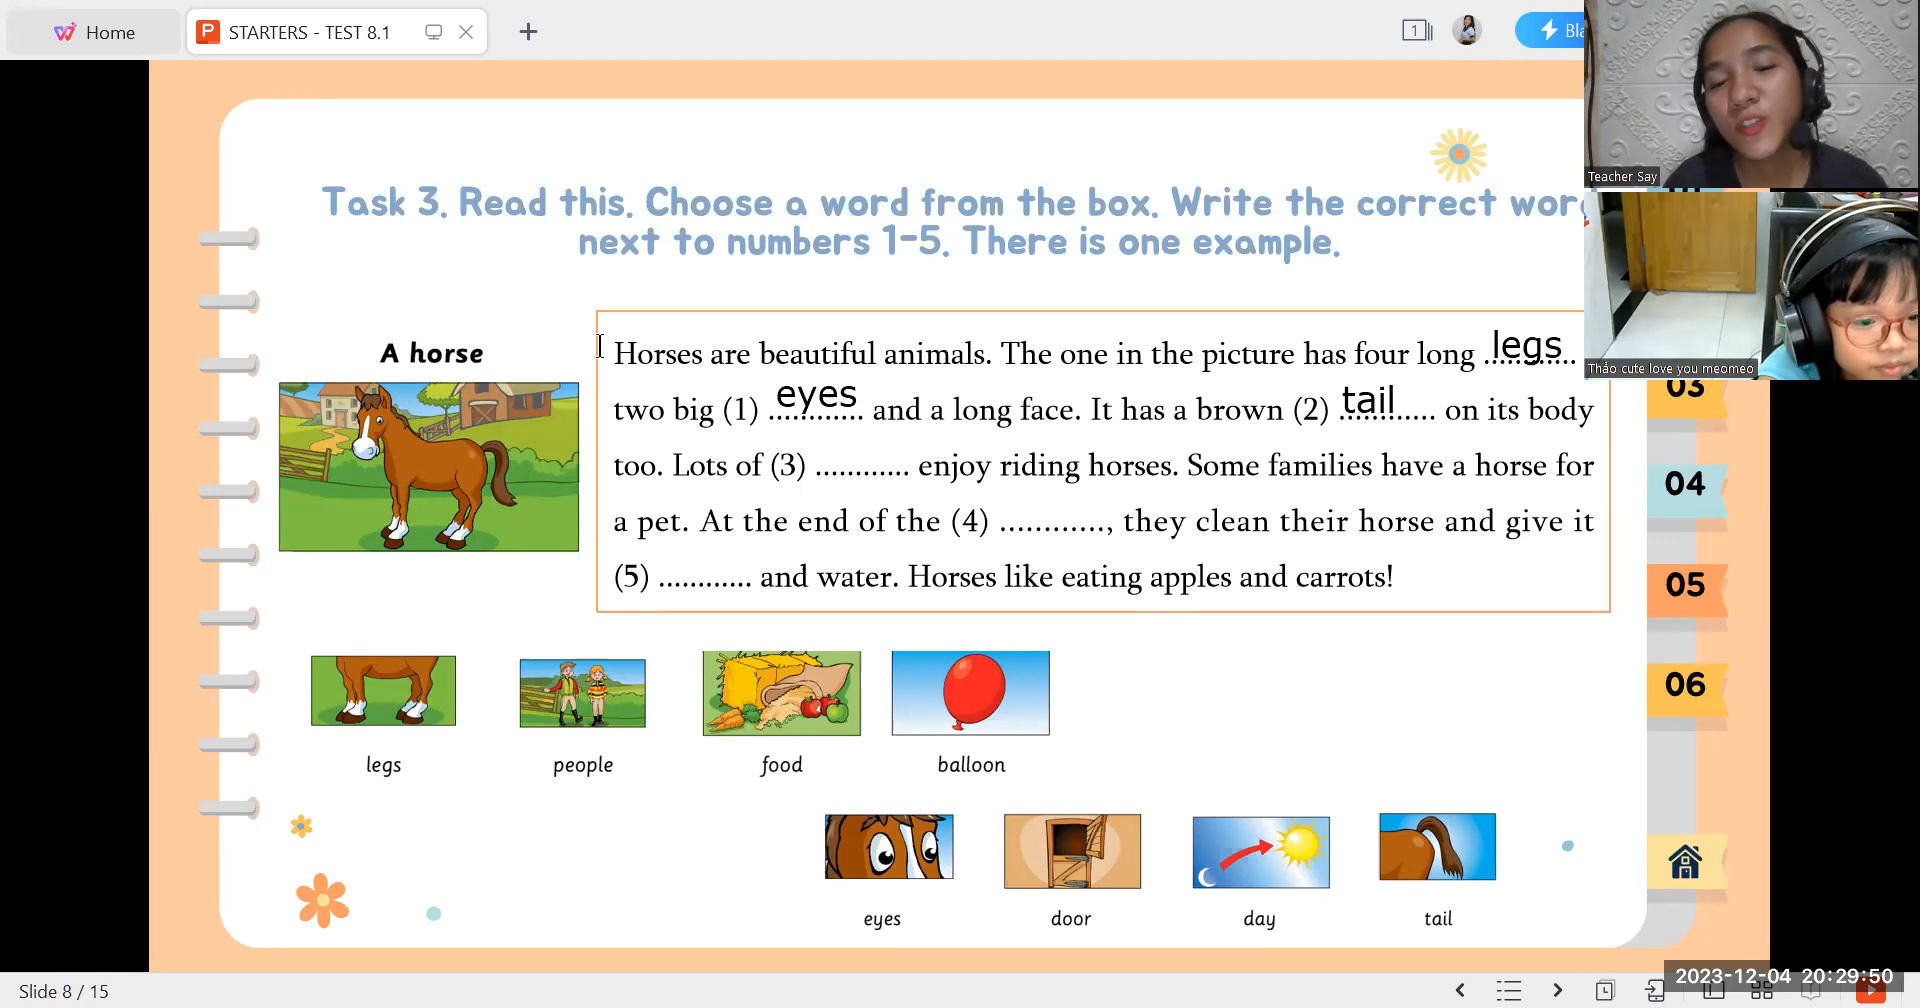 Home
STARTERS - TEST 8.1
1
Teacher Say
Task 3. Read this. Choose a word from the box. Write the correct
next to numbers 1-5. There is one example.
Thảo cute love you meomeo
A horse
Horses are beautiful animals. The one in the picture has four long legs
two big (1) eyes and a long face. It has a brown (2) tail on its body
too. Lots of (3) ............ enjoy riding horses. Some families have a horse for
a pet. At the end of the (4) ............, they clean their horse and give it
(5) ............ and water. Horses like eating apples and carrots!
03
04
05
06
legs people food balloon
eyes door day tail
Slide 8 / 15
2023-12-04 20:29:50